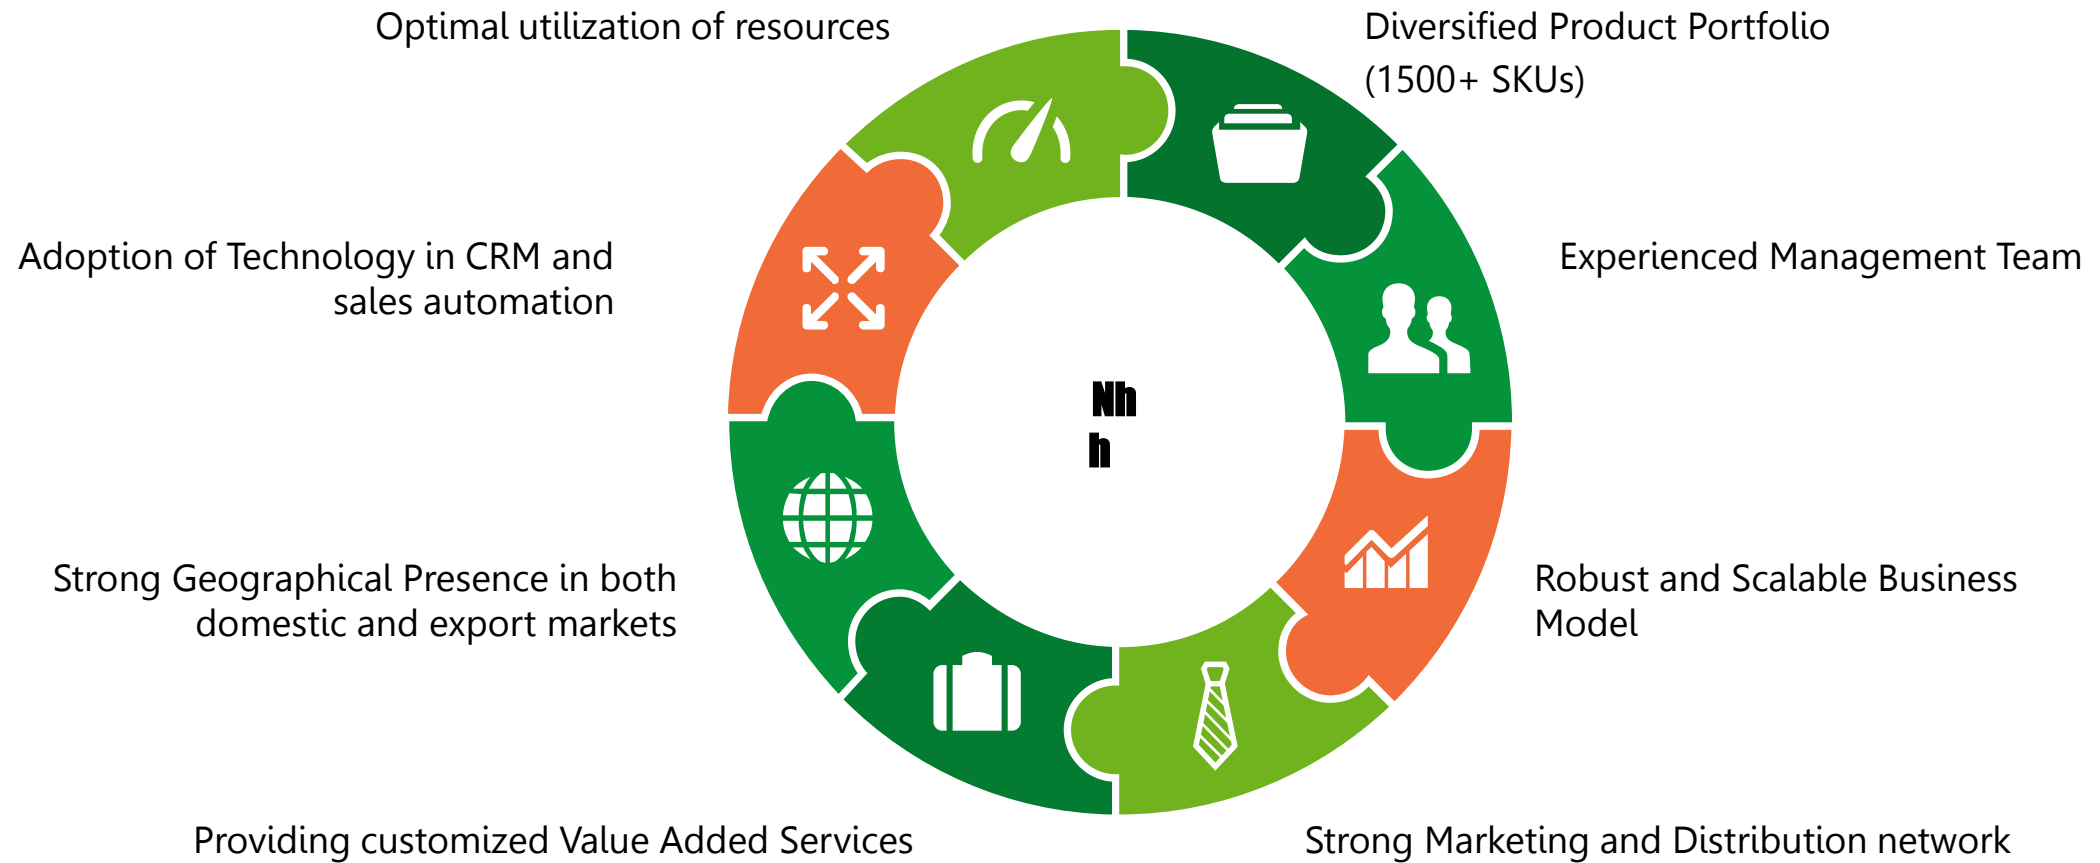 Optimal utilization of resources
Diversified Product Portfolio
(1500+ SKUs)
Adoption of Technology in CRM and
sales automation
Experienced Management Team
Nh
h
Strong Geographical Presence in both
domestic and export markets
Robust and Scalable Business
Model
Providing customized Value Added Services
Strong Marketing and Distribution network